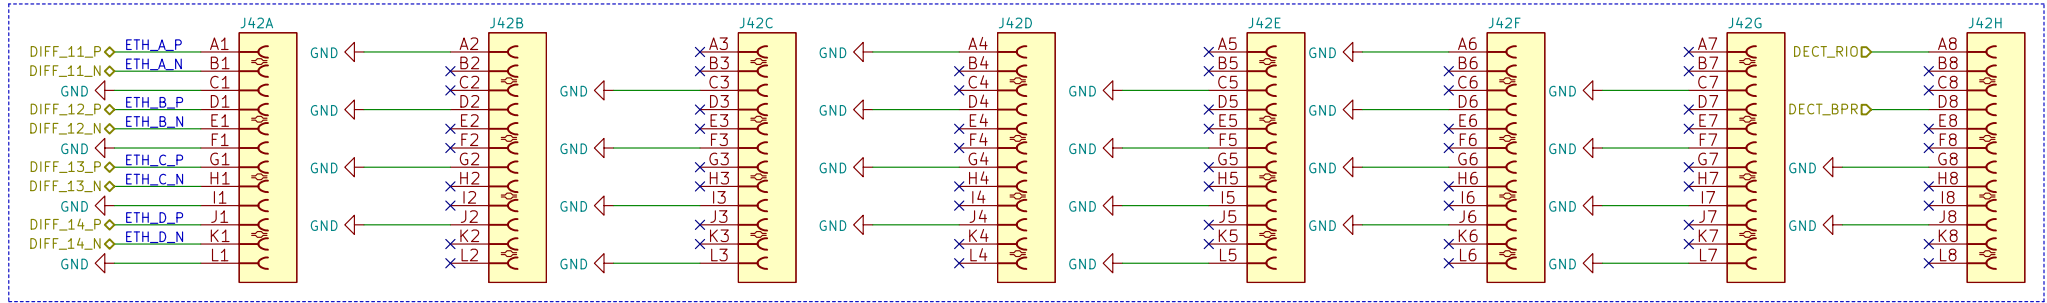 J42A J42B J42C J42D J42E J42F J42G J42H
DIFF_11_P ETH_A_P A1 GND A2 A3 GND A4 A5 GND A6 A7 DECT_RIO A8
DIFF_11_N ETH_A_N B1 B2 B3 B4 B5 B6 B7 B8
GND C1 C2 GND C3 C4 GND C5 C6 GND C7 C8
DIFF_12_P ETH_B_P D1 GND D2 D3 GND D4 D5 GND D6 D7 DECT_BPR D8
DIFF_12_N ETH_B_N E1 E2 E3 E4 E5 E6 E7 E8
GND F1 F2 GND F3 F4 GND F5 F6 GND F7 F8
DIFF_13_P ETH_C_P G1 GND G2 G3 GND G4 G5 GND G6 G7 GND G8
DIFF_13_N ETH_C_N H1 H2 H3 H4 H5 H6 H7 H8
GND I1 I2 GND I3 I4 GND I5 I6 GND I7 I8
DIFF_14_P ETH_D_P J1 GND J2 J3 GND J4 J5 GND J6 J7 GND J8
DIFF_14_N ETH_D_N K1 K2 K3 K4 K5 K6 K7 K8
GND L1 L2 GND L3 L4 GND L5 L6 GND L7 L8